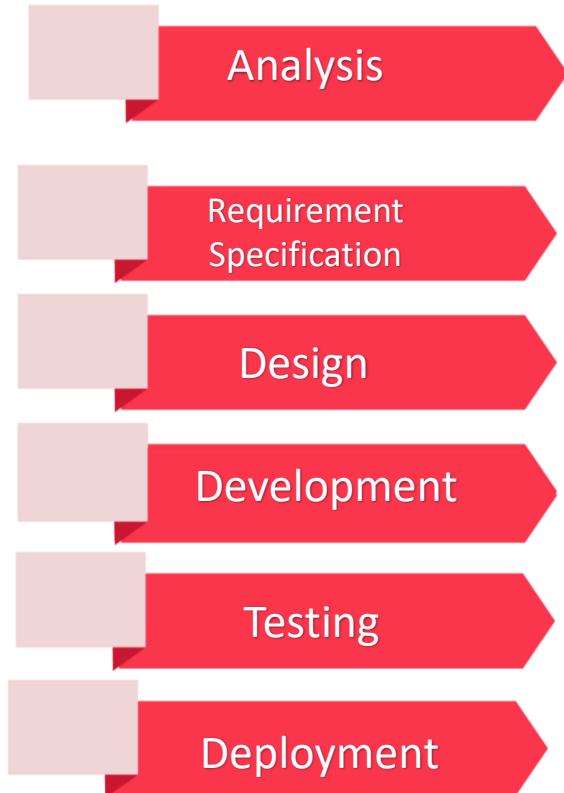 Analysis
Requirement
Specification
Design
Development
Testing
Deployment